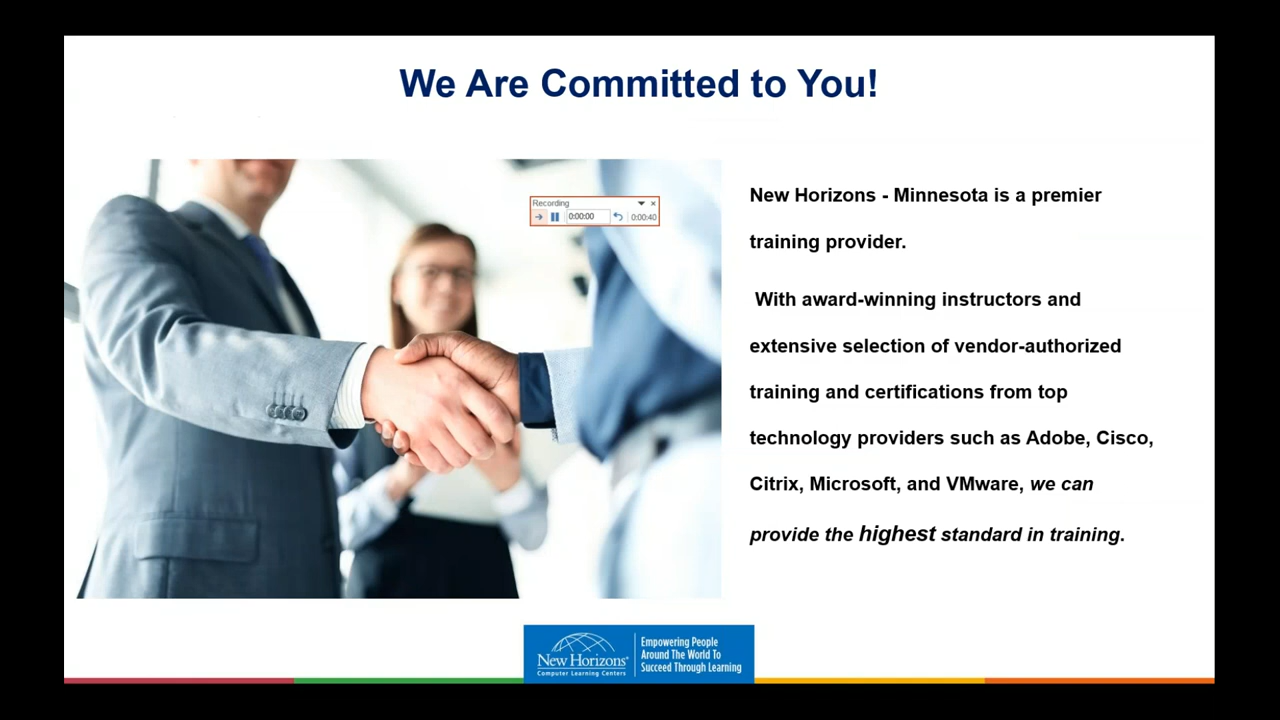 We Are Committed to You!
Recording
0:00:00
0:00:40
New Horizons - Minnesota is a premier
training provider.
With award-winning instructors and
extensive selection of vendor-authorized
training and certifications from top
technology providers such as Adobe, Cisco,
Citrix, Microsoft, and VMware, we can
provide the highest standard in training.
New Horizons®
Computer Learning Centers
Empowering People
Around The World To
Succeed Through Learning